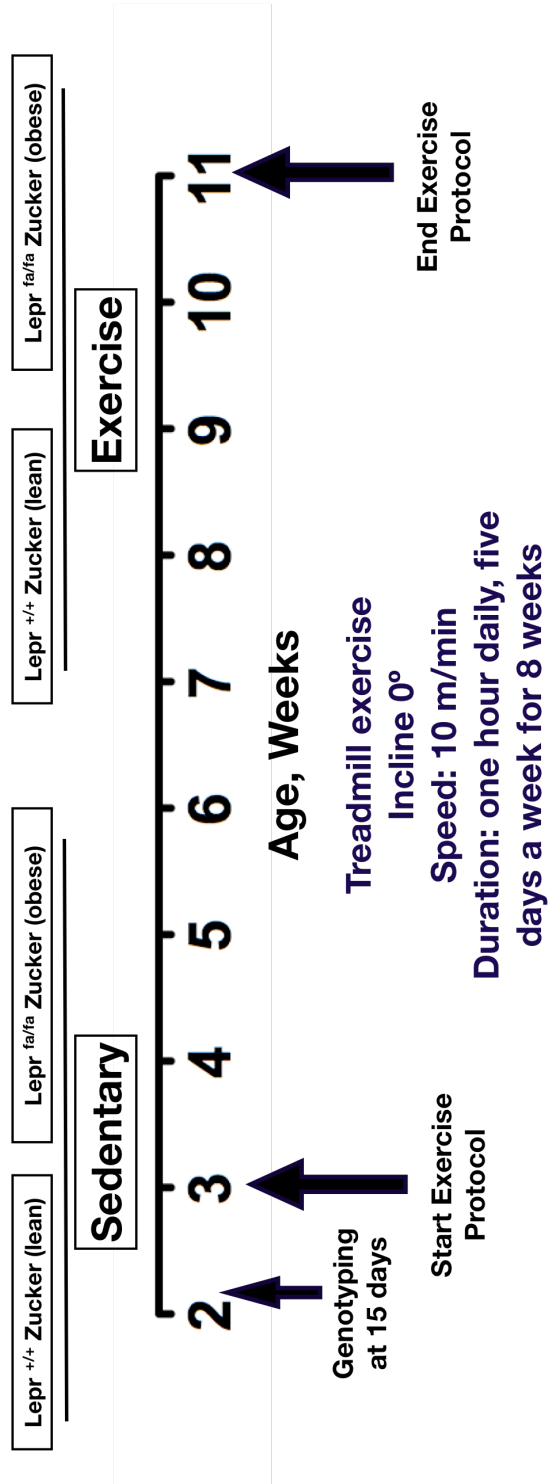 Lepr +/+ Zucker (lean)
Lepr fa/fa Zucker (obese)
Lepr +/+ Zucker (lean)
Lepr fa/fa Zucker (obese)
Sedentary
Exercise
2 3 4 5 6 7 8 9 10 11
Age, Weeks
Genotyping
at 15 days
Start Exercise
Protocol
Treadmill exercise
Incline 0º
Speed: 10 m/min
Duration: one hour daily, five
days a week for 8 weeks
End Exercise
Protocol